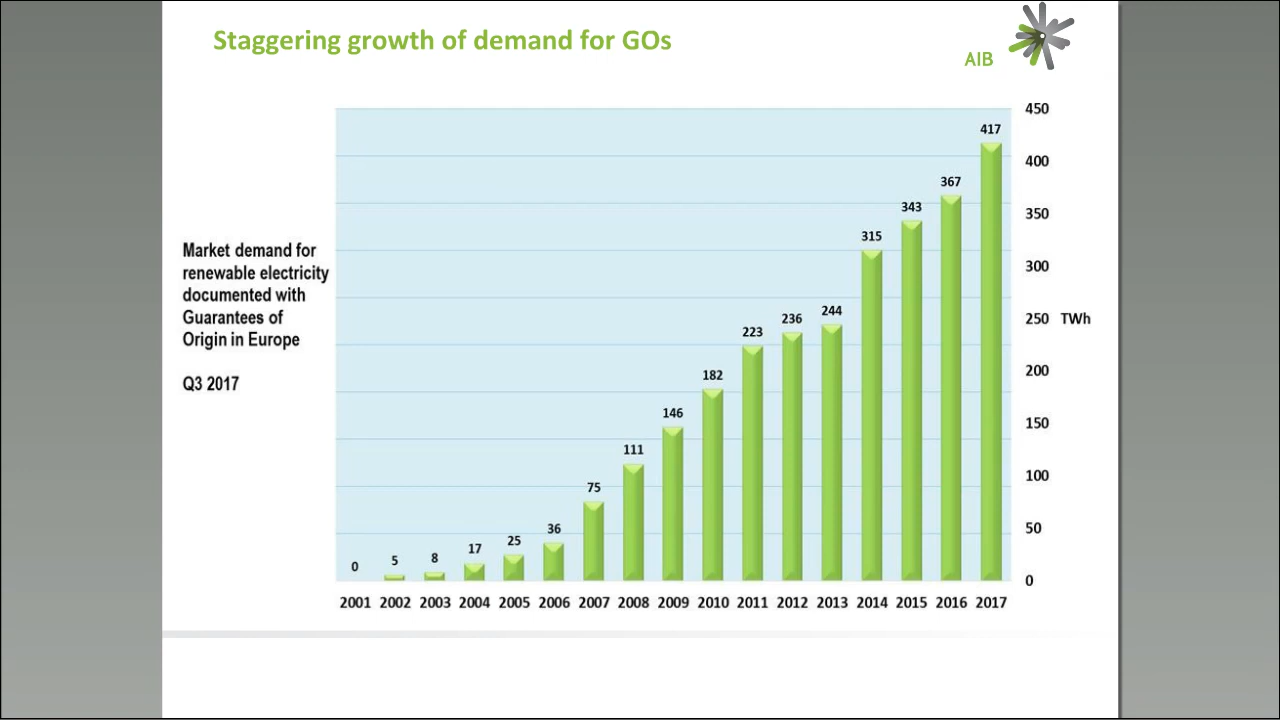 Staggering growth of demand for GOs
AIB
Market demand for
renewable electricity
documented with
Guarantees of
Origin in Europe
Q3 2017
0
5
8
17
25
36
75
111
146
182
223
236
244
315
343
367
417
450
400
350
300
250 TWh
200
150
100
50
0
2001 2002 2003 2004 2005 2006 2007 2008 2009 2010 2011 2012 2013 2014 2015 2016 2017